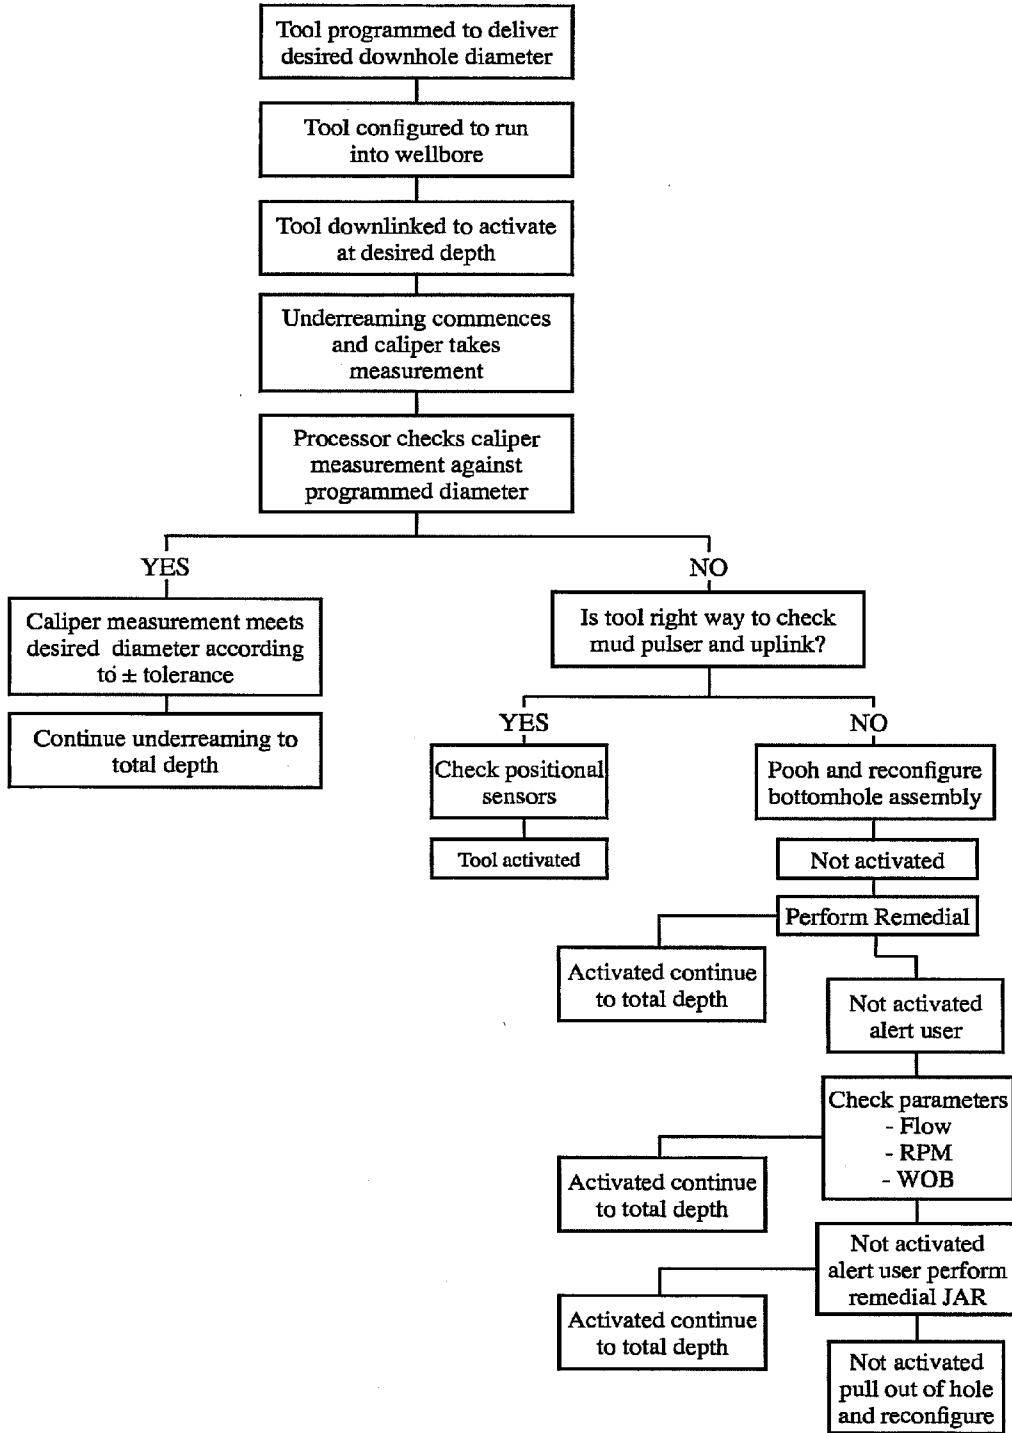 Tool programmed to deliver
desired downhole diameter
Tool configured to run
into wellbore
Tool downlinked to activate
at desired depth
Underreaming commences
and caliper takes
measurement
Processor checks caliper
measurement against
programmed diameter
YES
NO
Caliper measurement meets
desired diameter according
to ± tolerance
Continue underreaming to
total depth
Is tool right way to check
mud pulser and uplink?
YES
NO
Check positional
sensors
Tool activated
Pooh and reconfigure
bottomhole assembly
Not activated
Perform Remedial
Activated continue
to total depth
Not activated
alert user
Check parameters
- Flow
- RPM
- WOB
Activated continue
to total depth
Not activated
alert user perform
remedial JAR
Activated continue
to total depth
Not activated
pull out of hole
and reconfigure